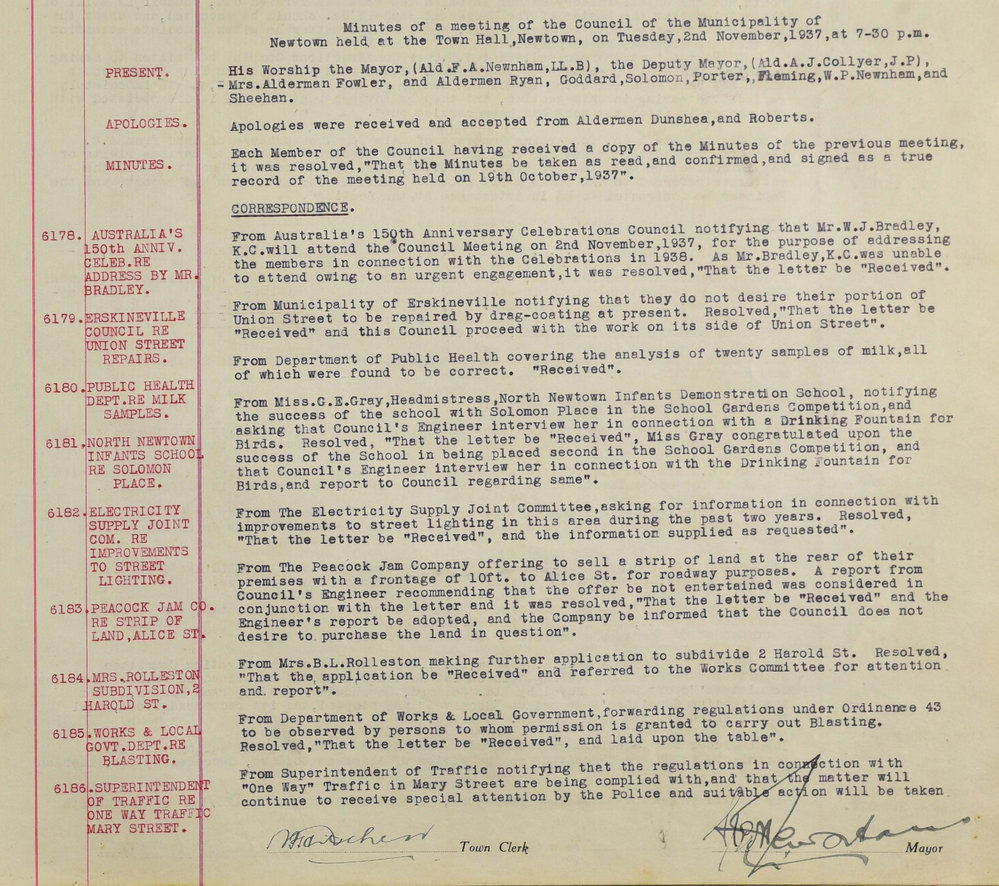 Minutes of a meeting of the Council of the Municipality of
Newtown held at the Town Hall,Newtown, on Tuesday,2nd November,1937,at 7-30 p.m.
PRESENT.
His Worship the Mayor,(Ald.F.A.Newnham,LL.B), the Deputy Mayor,(Ald.A.J.Collyer,J.P),
Mrs.Alderman Fowler, and Aldermen Ryan, Goddard,Solomon,Porter,,Fleming,W.P.Newnham,and
Sheehan.
APOLOGIES.
Apologies were received and accepted from Aldermen Dunshea,and Roberts.
MINUTES.
Each Member of the Council having received a copy of the Minutes of the previous meeting,
it was resolved,"That the Minutes be taken as read,and confirmed,and signed as a true
record of the meeting held on 19th October,1937".
CORRESPONDENCE.
6178. AUSTRALIA'S
150th ANNIV.
CELEB.RE
ADDRESS BY MR.
BRADLEY.
From Australia's 150th Anniversary Celebrations Council notifying that Mr.W.J.Bradley,
K.C.will attend the Council Meeting on 2nd November,1937, for the purpose of addressing
the members in connection with the Celebrations in 1938. As Mr.Bradley,K.C.was unable
to attend owing to an urgent engagement,it was resolved,"That the letter be "Received".
6179.ERSKINEVILLE
COUNCIL RE
UNION STREET
REPAIRS.
From Municipality of Erskineville notifying that they do not desire their portion of
Union Street to be repaired by drag-coating at present. Resolved,"That the letter be
"Received" and this Council proceed with the work on its side of Union Street".
6180.PUBLIC HEALTH
DEPT.RE MILK
SAMPLES.
From Department of Public Health covering the analysis of twenty samples of milk,all
of which were found to be correct. "Received".
6181.NORTH NEWTOWN
INFANTS SCHOOL
RE SOLOMON
PLACE.
From Miss.G.E.Gray,Headmistress,North Newtown Infants Demonstration School, notifying
the success of the school with Solomon Place in the School Gardens Competition,and
asking that Council's Engineer interview her in connection with a Drinking Fountain for
Birds. Resolved, "That the letter be "Received", Miss Gray congratulated upon the
success of the School in being placed second in the School Gardens Competition, and
that Council's Engineer interview her in connection with the Drinking Fountain for
Birds,and report to Council regarding same".
6182.ELECTRICITY
SUPPLY JOINT
COM. RE
IMPROVEMENTS
TO STREET
LIGHTING.
From The Electricity Supply Joint Committee,asking for information in connection with
improvements to street lighting in this area during the past two years. Resolved,
"That the letter be "Received", and the information supplied as requested".
6183.PEACOCK JAM CO.
RE STRIP OF
LAND,ALICE ST.
From The Peacock Jam Company offering to sell a strip of land at the rear of their
premises with a frontage of 10ft. to Alice St. for roadway purposes. A report from
Council's Engineer recommending that the offer be not entertained was considered in
conjunction with the letter and it was resolved,"That the letter be "Received" and the
Engineer's report be adopted, and the Company be informed that the Council does not
desire to purchase the land in question".
6184.MRS.ROLLESTON
SUBDIVISION,2
HAROLD ST.
From Mrs.B.L.Rolleston making further application to subdivide 2 Harold St. Resolved,
"That the application be "Received" and referred to the Works Committee for attention
and report".
6185.WORKS & LOCAL
GOVT.DEPT.RE
BLASTING.
From Department of Works & Local Government,forwarding regulations under Ordinance 43
to be observed by persons to whom permission is granted to carry out Blasting.
Resolved,"That the letter be "Received", and laid upon the table".
6186.SUPERINTENDENT
OF TRAFFIC RE
ONE WAY TRAFFIC
MARY STREET.
From Superintendent of Traffic notifying that the regulations in connection with
"One Way" Traffic in Mary Street are being complied with,and that the matter will
continue to receive special attention by the Police and suitable action will be taken
Town Clerk
Mayor